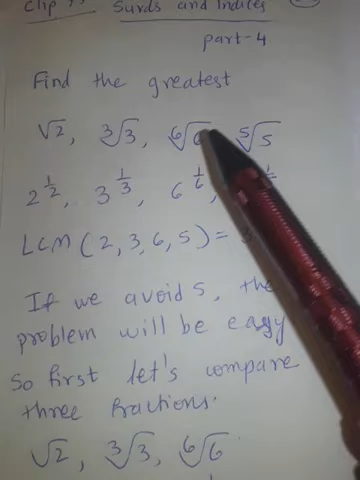 Surds and Indices
part-4
Find the greatest
√2, ³√3, ⁶√6, ⁵√5
2^(1/2), 3^(1/3), 6^(1/6),
LCM (2, 3, 6, 5) =
If we avoid 5, the
problem will be easy
So first let's compare
three fractions.
√2, ³√3, ⁶√6